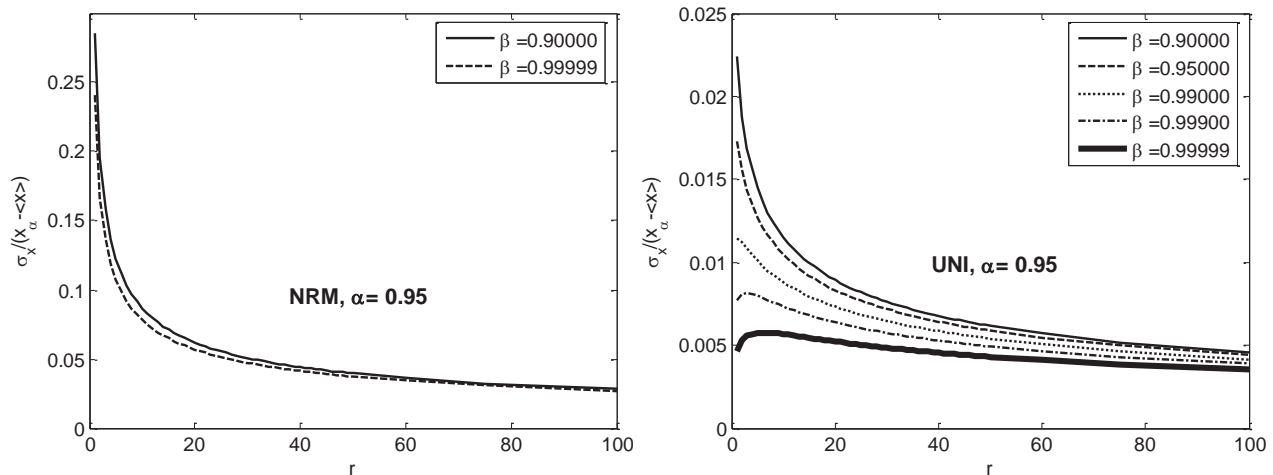 β =0.90000
β =0.99999
0.25
0.2
0.15
0.1
0.05
0
σx/(xα -<x>)
NRM, α= 0.95
0 20 40 60 80 100
r
0.025
0.02
0.015
0.01
0.005
0
σx/(xα -<x>)
β =0.90000
β =0.95000
β =0.99000
β =0.99900
β =0.99999
UNI, α= 0.95
0 20 40 60 80 100
r